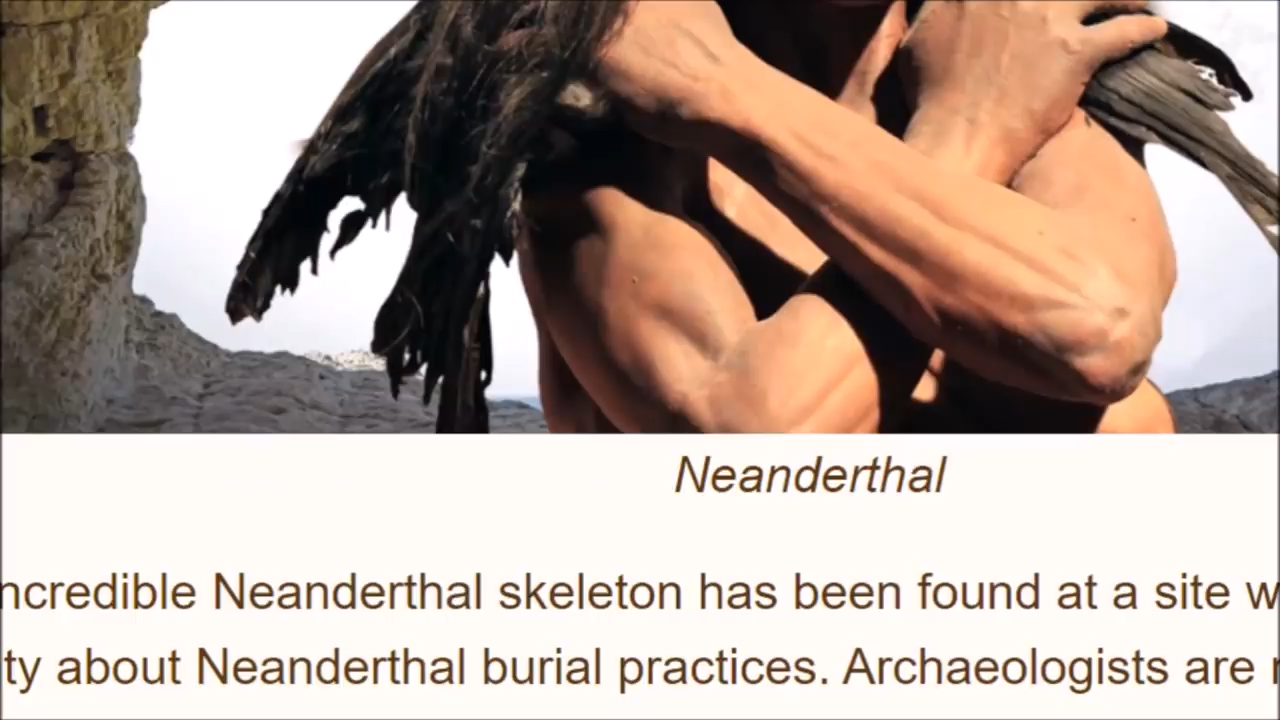 Neanderthal
ncredible Neanderthal skeleton has been found at a site w
ty about Neanderthal burial practices. Archaeologists are